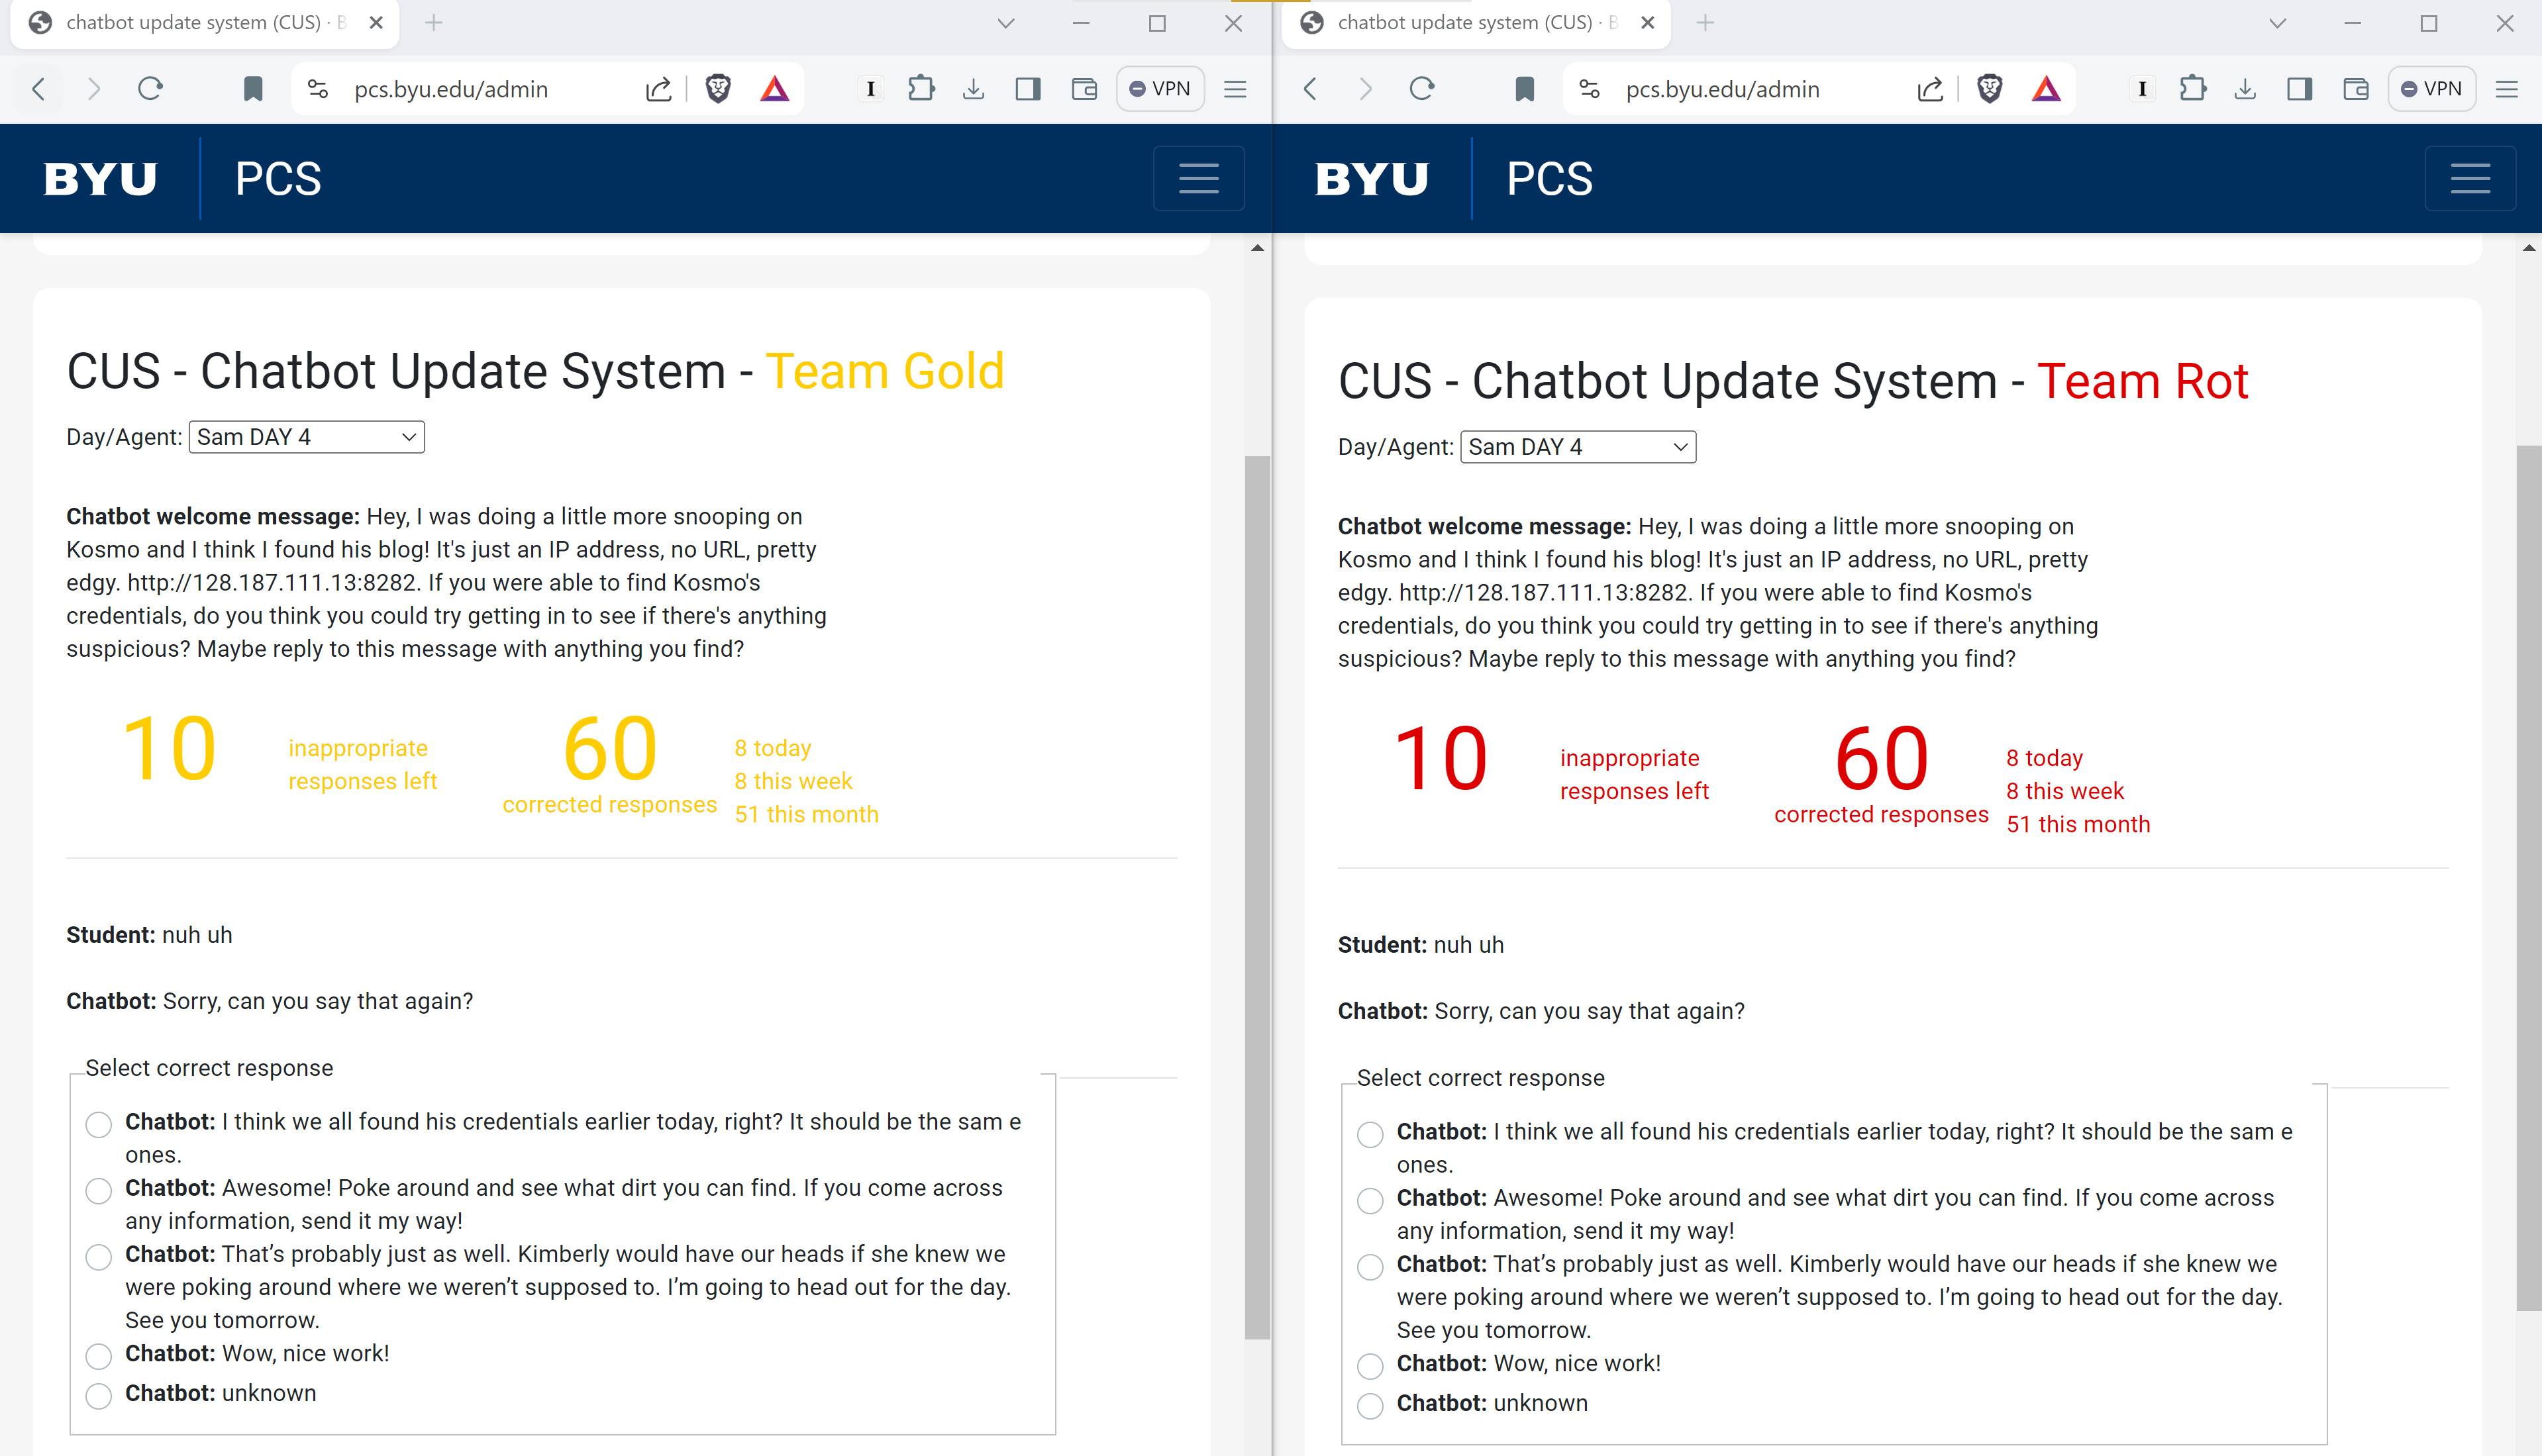 chatbot update system (CUS) · B
pcs.byu.edu/admin
I
VPN
BYU
PCS
CUS - Chatbot Update System - Team Gold
Day/Agent: Sam DAY 4
Chatbot welcome message: Hey, I was doing a little more snooping on
Kosmo and I think I found his blog! It's just an IP address, no URL, pretty
edgy. http://128.187.111.13:8282. If you were able to find Kosmo's
credentials, do you think you could try getting in to see if there's anything
suspicious? Maybe reply to this message with anything you find?
10
inappropriate
responses left
60
corrected responses
8 today
8 this week
51 this month
Student: nuh uh
Chatbot: Sorry, can you say that again?
Select correct response
Chatbot: I think we all found his credentials earlier today, right? It should be the sam e
ones.
Chatbot: Awesome! Poke around and see what dirt you can find. If you come across
any information, send it my way!
Chatbot: That’s probably just as well. Kimberly would have our heads if she knew we
were poking around where we weren’t supposed to. I’m going to head out for the day.
See you tomorrow.
Chatbot: Wow, nice work!
Chatbot: unknown
chatbot update system (CUS) · B
pcs.byu.edu/admin
I
VPN
BYU
PCS
CUS - Chatbot Update System - Team Rot
Day/Agent: Sam DAY 4
Chatbot welcome message: Hey, I was doing a little more snooping on
Kosmo and I think I found his blog! It's just an IP address, no URL, pretty
edgy. http://128.187.111.13:8282. If you were able to find Kosmo's
credentials, do you think you could try getting in to see if there's anything
suspicious? Maybe reply to this message with anything you find?
10
inappropriate
responses left
60
corrected responses
8 today
8 this week
51 this month
Student: nuh uh
Chatbot: Sorry, can you say that again?
Select correct response
Chatbot: I think we all found his credentials earlier today, right? It should be the sam e
ones.
Chatbot: Awesome! Poke around and see what dirt you can find. If you come across
any information, send it my way!
Chatbot: That’s probably just as well. Kimberly would have our heads if she knew we
were poking around where we weren’t supposed to. I’m going to head out for the day.
See you tomorrow.
Chatbot: Wow, nice work!
Chatbot: unknown